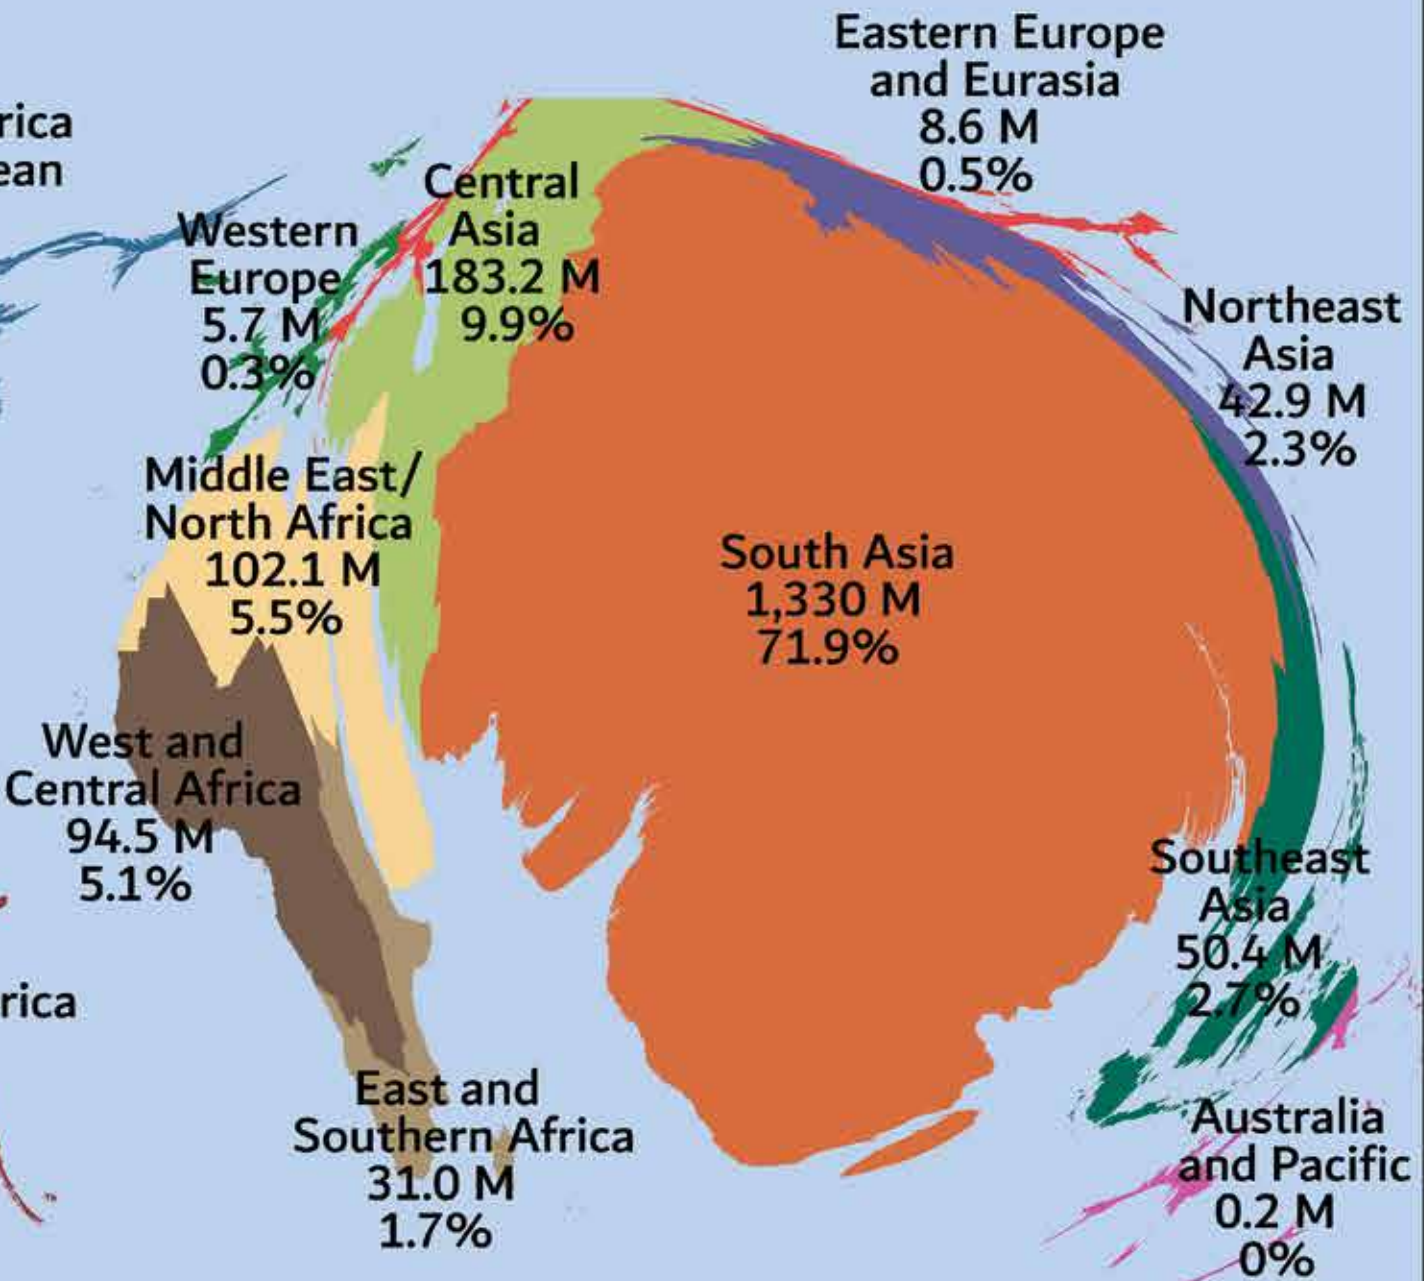 Eastern Europe
and Eurasia
8.6 M
0.5%
rica
ean
Central
Asia
183.2 M
9.9%
Western
Europe
5.7 M
0.3%
Northeast
Asia
42.9 M
2.3%
Middle East/
North Africa
102.1 M
5.5%
South Asia
1,330 M
71.9%
West and
Central Africa
94.5 M
5.1%
Southeast
Asia
50.4 M
2.7%
rica
East and
Southern Africa
31.0 M
1.7%
Australia
and Pacific
0.2 M
0%